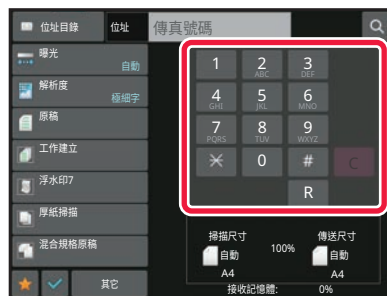 位址目錄 位址 傳真號碼
曝光
自動
解析度
極細字
原稿
工作建立
浮水印7
厚紙掃描
混合規格原稿
其它
1 2 3
ABC DEF
4 5 6
GHI JKL MNO
7 8 9
PQRS TUV WXYZ
0 # C
R
掃描尺寸 傳送尺寸
自動 100% 自動
A4 A4
接收記憶體: 0%